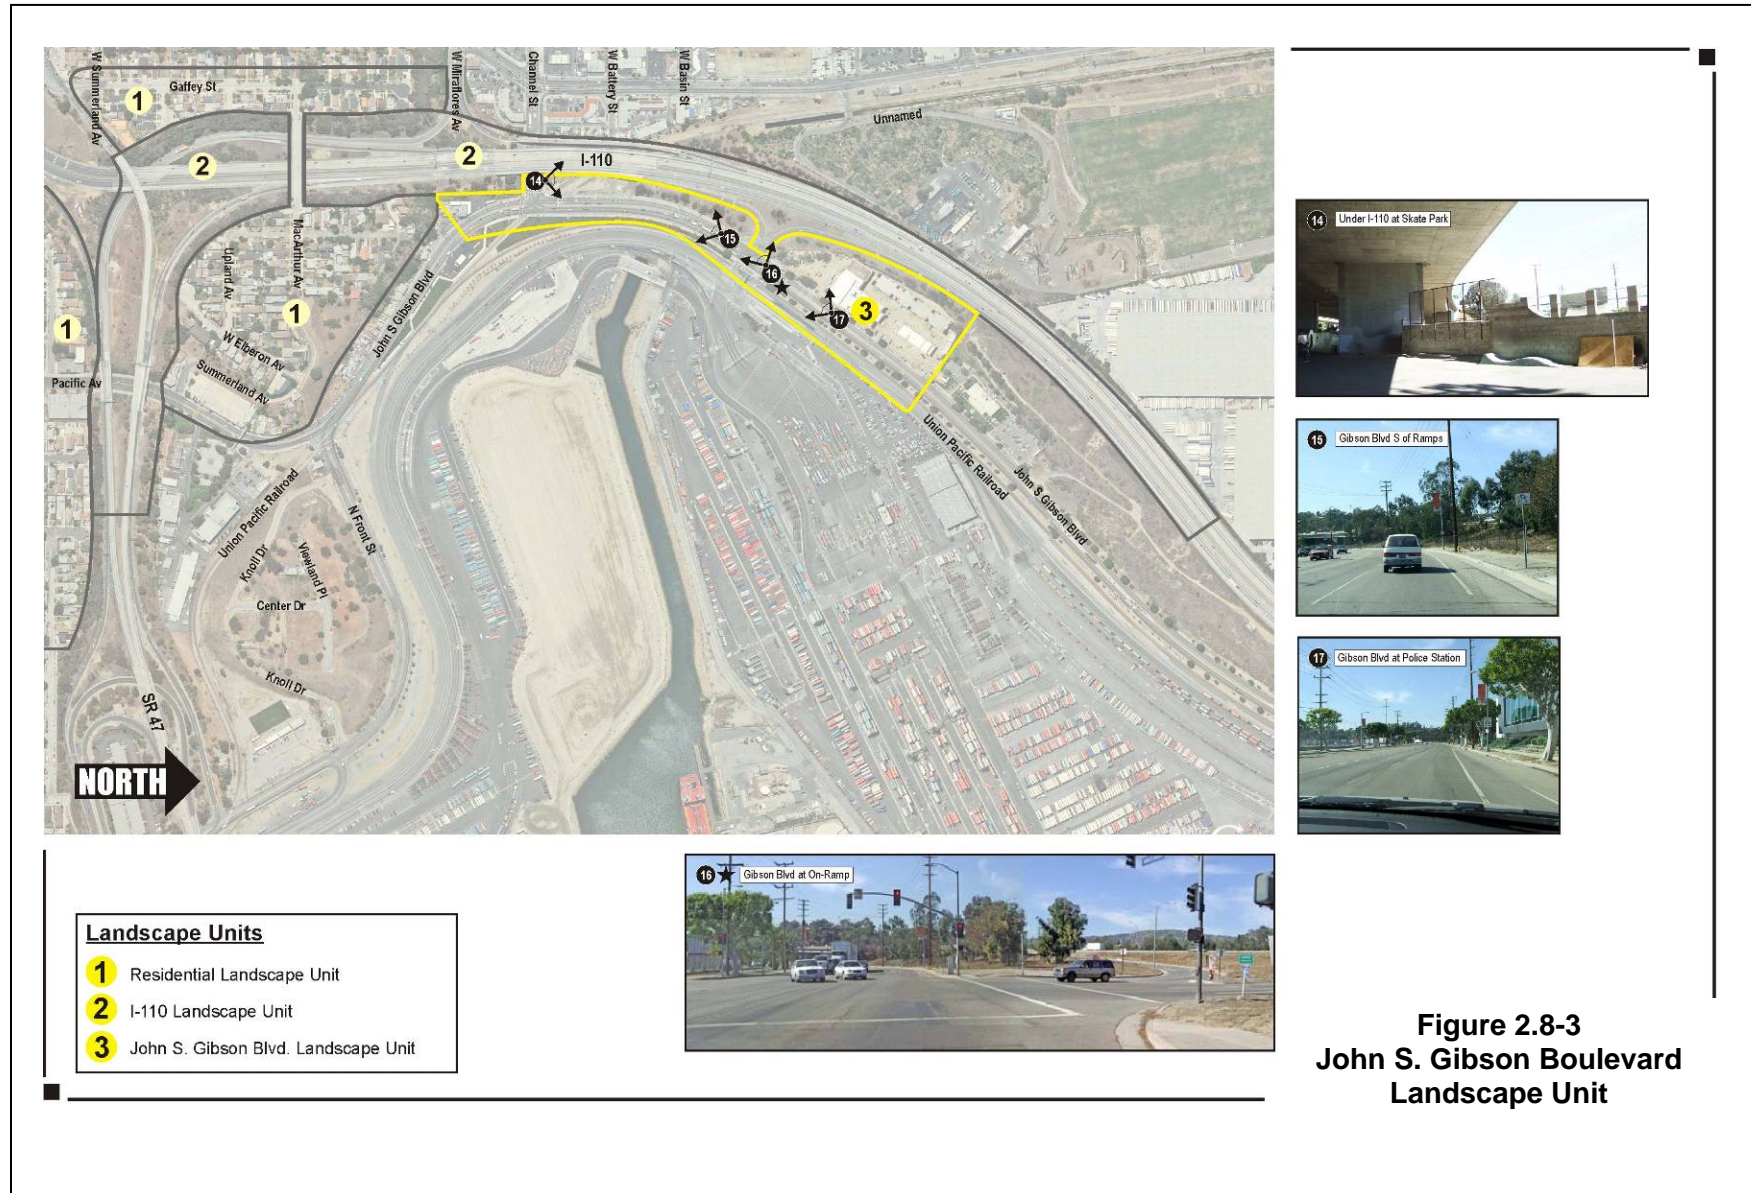 W Summerland Av
Gaffey St
W Miraflores Av
Channel St
W Battery St
W Basin St
Unnamed
1
2
2
I-110
14
15
16
17
3
MacArthur Av
Upland Av
1
1
John S Gibson Blvd
W Elberon Av
Summerland Av
Pacific Av
Union Pacific Railroad
John S Gibson Blvd
Union Pacific Railroad
N Front St
Knoll Dr
Viewland Pl
Center Dr
Knoll Dr
SR 47
NORTH
14 Under I-110 at Skate Park
15 Gibson Blvd S of Ramps
17 Gibson Blvd at Police Station
16 Gibson Blvd at On-Ramp
Landscape Units
1 Residential Landscape Unit
2 I-110 Landscape Unit
3 John S. Gibson Blvd. Landscape Unit
Figure 2.8-3
John S. Gibson Boulevard
Landscape Unit